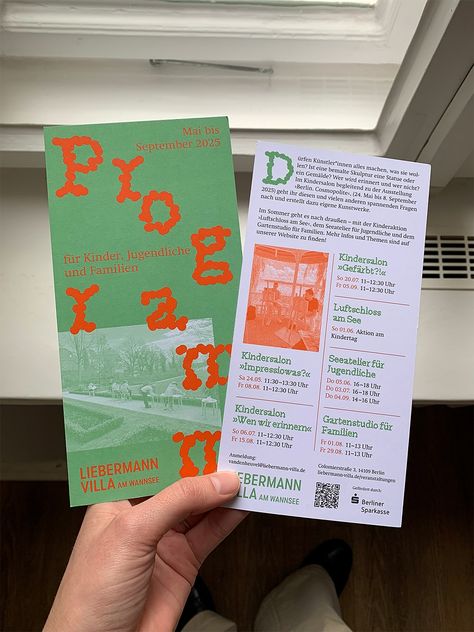 Mai bis
September 2025
Programm
für Kinder, Jugendliche
und Familien
LIEBERMANN
VILLA AM WANNSEE
Dürfen Künstler*innen alles machen, was sie wol-
len? Ist eine bemalte Skulptur eine Statue oder
ein Gemälde? Wer wird erinnert und wer nicht?
Im Kindersalon begleitend zu der Ausstellung
›Berlin. Cosmopolite‹, (24. Mai bis 8. September
2025) geht ihr diesen und vielen anderen spannenden Fragen
nach und erstellt dazu eigene Kunstwerke.
Im Sommer geht es nach draußen – mit der Kinderaktion
»Luftschloss am See«, dem Seeatelier für Jugendliche und dem
Gartenstudio für Familien. Mehr Infos und Themen sind auf
unserer Website zu finden!
Kindersalon
»Gefärbt?!«
So 20.07. 11–12:30 Uhr
Fr 05.09. 11–12:30 Uhr
Luftschloss
am See
So 01.06. Aktion am
Kindertag
Kindersalon
»Impressiowas?«
Sa 24.05. 11:30–13:30 Uhr
Fr 08.08. 11–12:30 Uhr
Seeatelier für
Jugendliche
Do 05.06. 16–18 Uhr
Do 03.07. 16–18 Uhr
Do 04.09. 14–16 Uhr
Kindersalon
»Wen wir erinnern«
So 06.07. 11–12:30 Uhr
Fr 15.08. 11–12:30 Uhr
Gartenstudio für
Familien
Fr 01.08. 11–13 Uhr
Fr 29.08. 11–13 Uhr
Anmeldung:
vandenheuvel@liebermann-villa.de
Colomierstraße 3, 14109 Berlin
liebermann-villa.de/veranstaltungen
LIEBERMANN
VILLA AM WANNSEE
Gefördert durch:
Berliner
Sparkasse